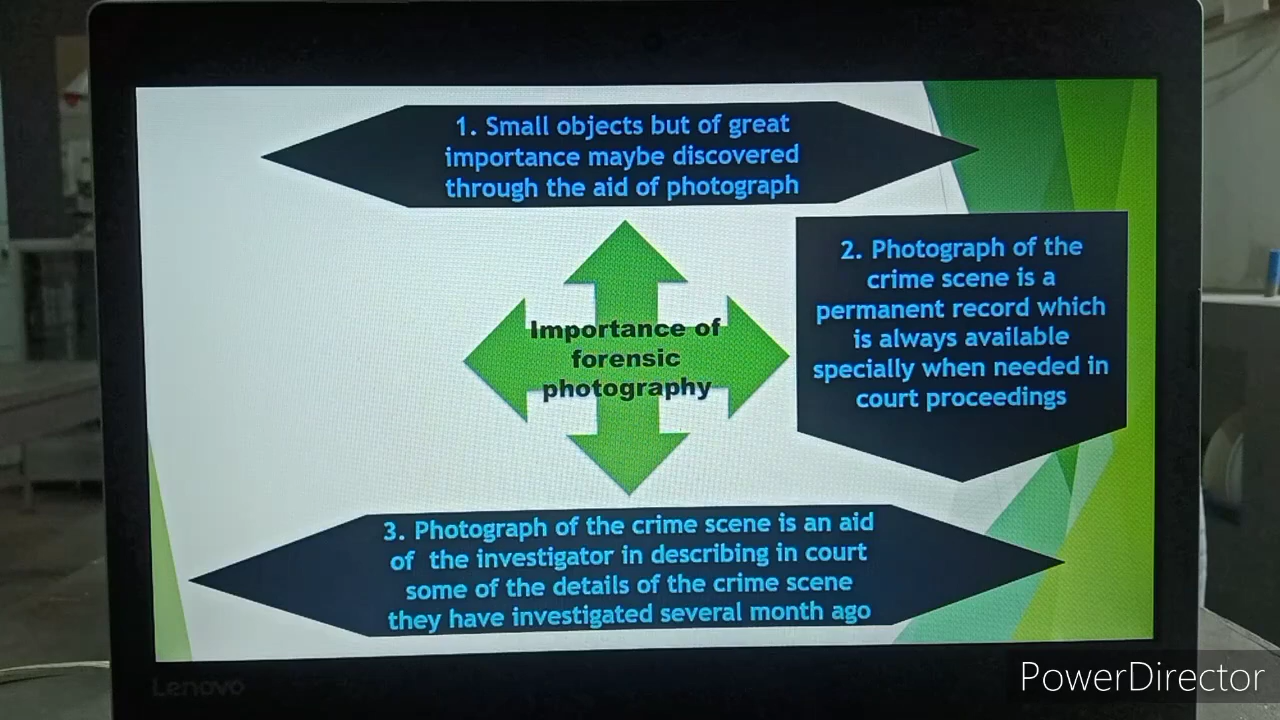 1. Small objects but of great
importance maybe discovered
through the aid of photograph
Importance of
forensic
photography
2. Photograph of the
crime scene is a
permanent record which
is always available
specially when needed in
court proceedings
3. Photograph of the crime scene is an aid
of the investigator in describing in court
some of the details of the crime scene
they have investigated several month ago
Lenovo
PowerDirector